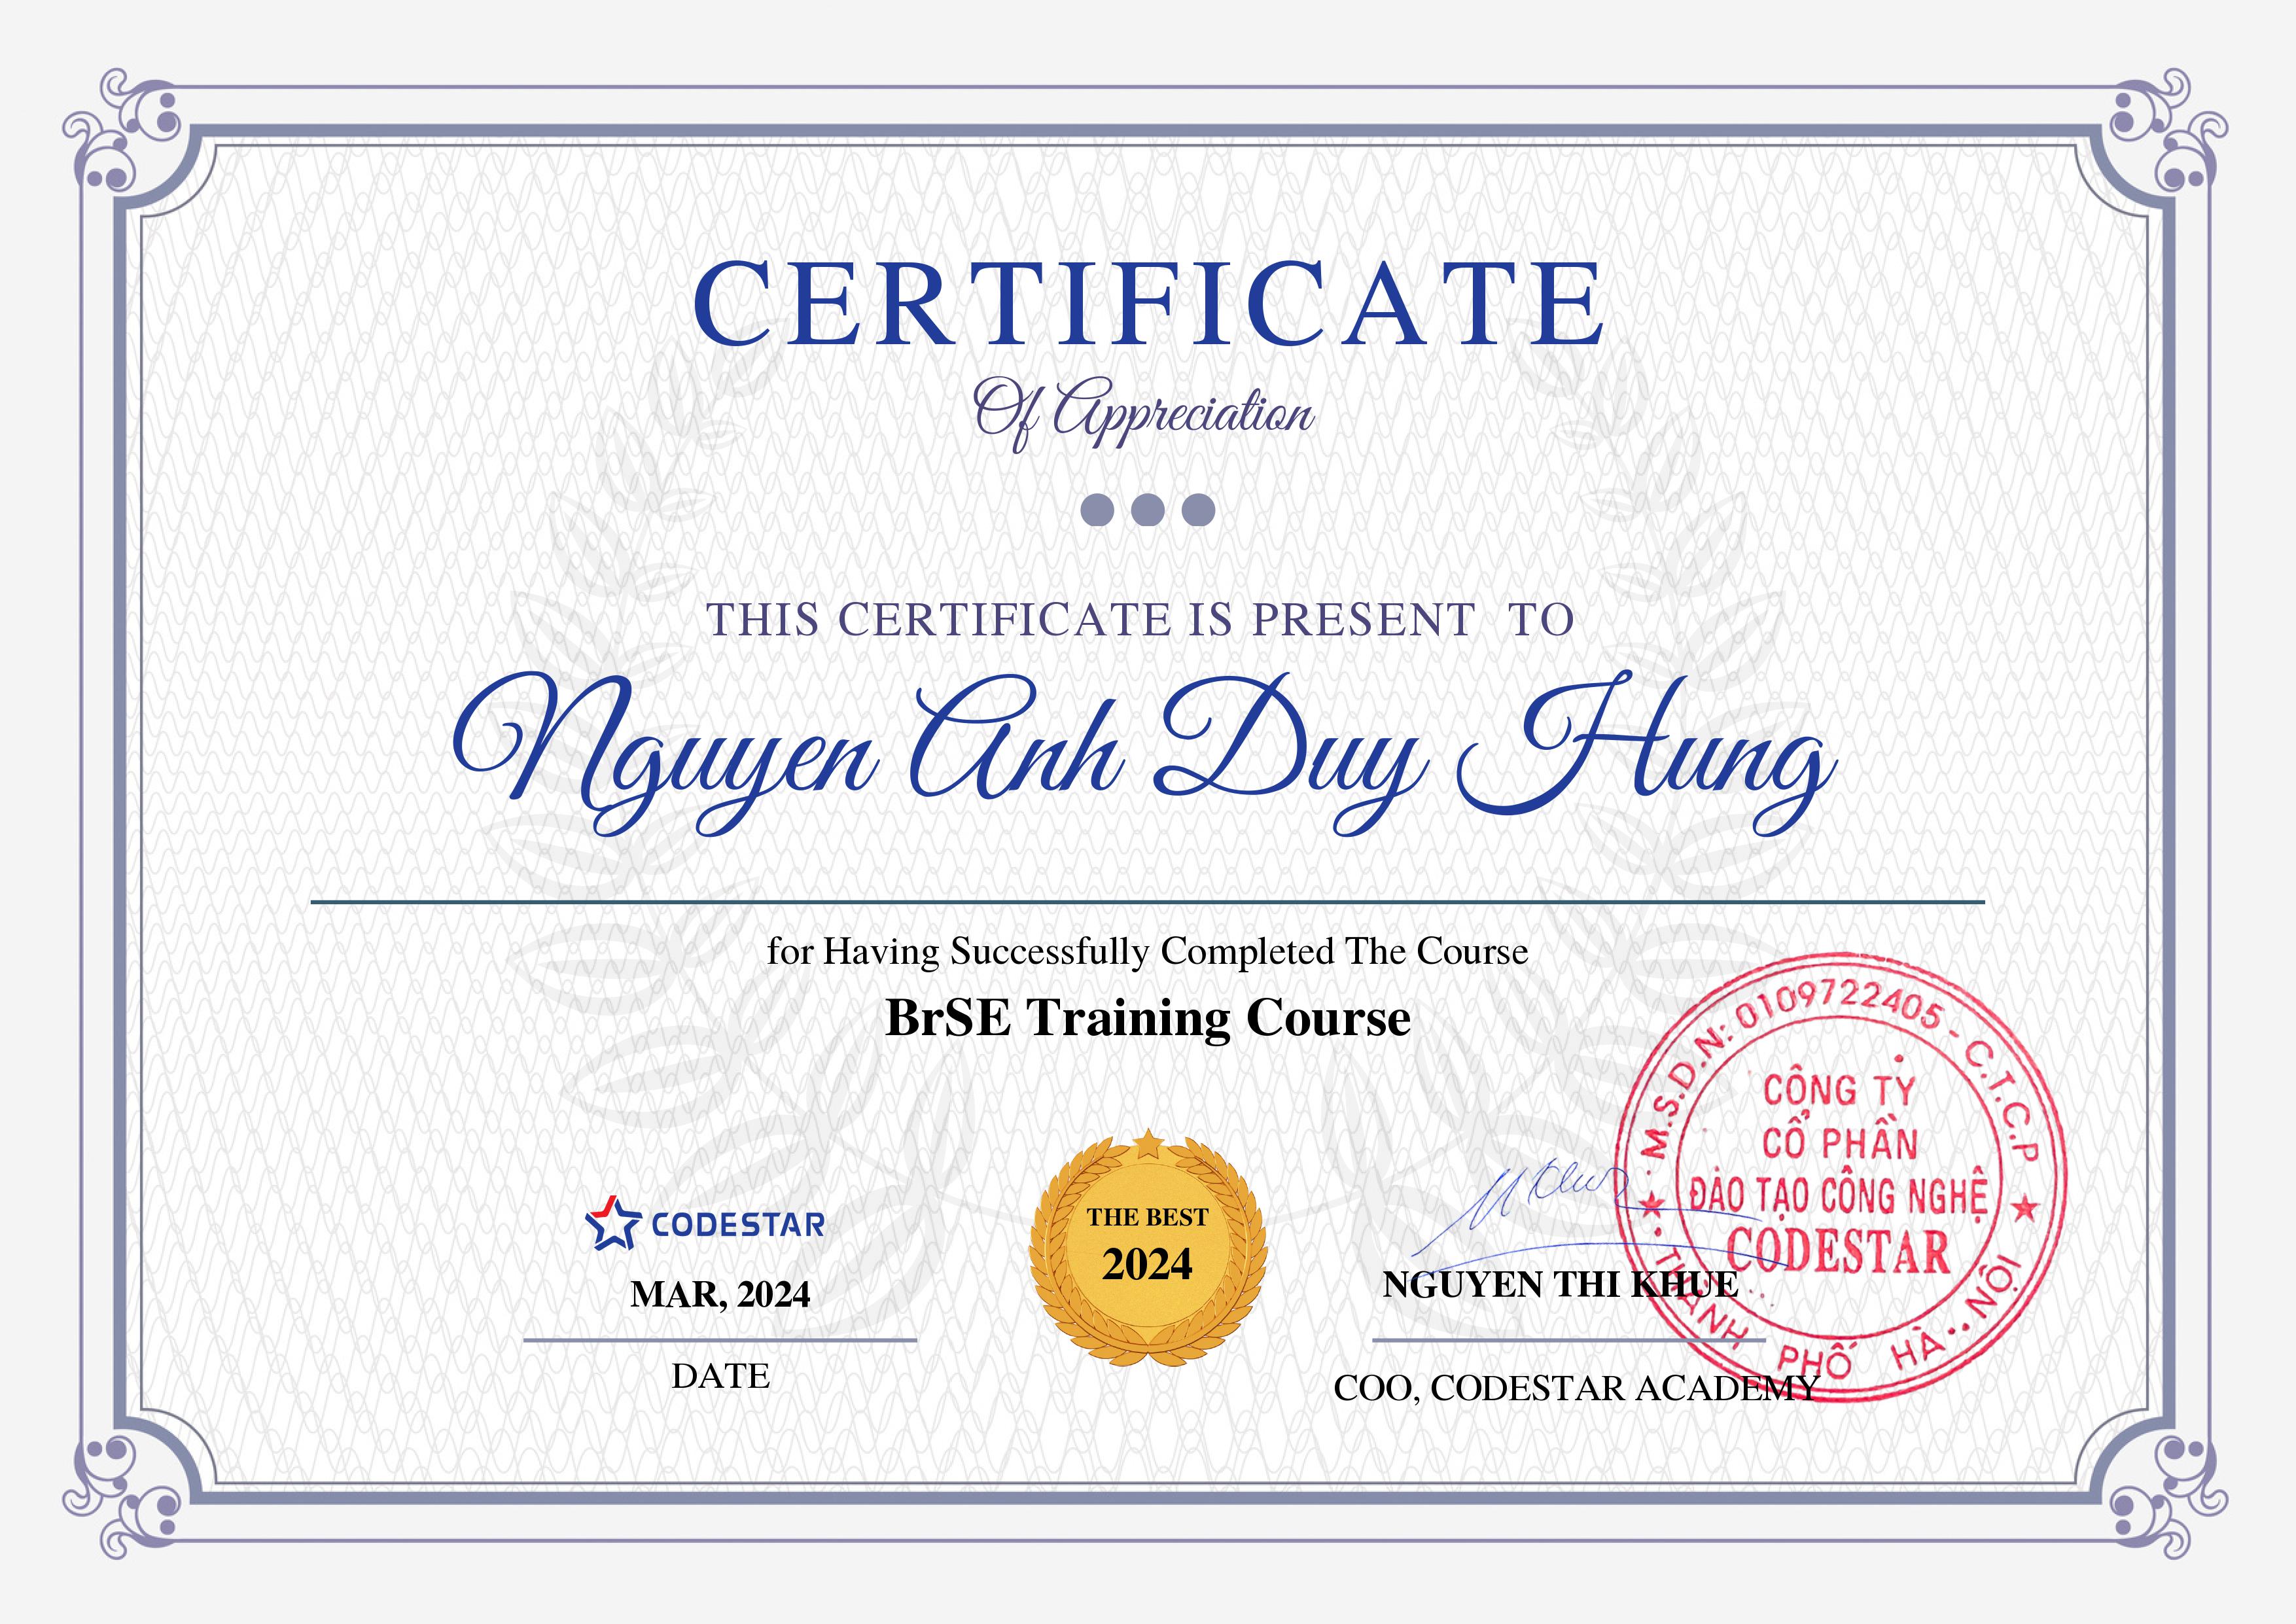 CERTIFICATE
Of Appreciation
THIS CERTIFICATE IS PRESENT TO
Nguyen Anh Duy Hung
for Having Successfully Completed The Course
BrSE Training Course
CODESTAR
MAR, 2024
DATE
THE BEST
2024
NGUYEN THI KHUE
COO, CODESTAR ACADEMY
M.S.D.N: 0109722405 - C.T.C.P
CÔNG TY
CỔ PHẦN
ĐÀO TẠO CÔNG NGHỆ
CODESTAR
THÀNH PHỐ HÀ NỘI